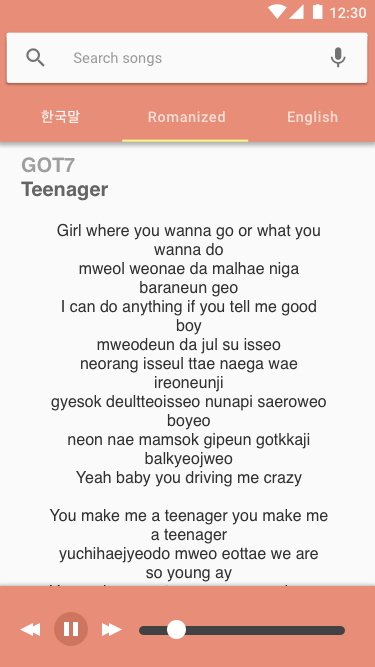 12:30
Search songs
한국말 Romanized English
GOT7
Teenager
Girl where you wanna go or what you
wanna do
mweol weonae da malhae niga
baraneun geo
I can do anything if you tell me good
boy
mweodeun da jul su isseo
neorang isseul ttae naega wae
ireoneunji
gyesok deultteoisseo nunapi saeroweo
boyeo
neon nae mamsok gipeun gotkkaji
balkyeojweo
Yeah baby you driving me crazy
You make me a teenager you make me
a teenager
yuchihaejyeodo mweo eottae we are
so young ay